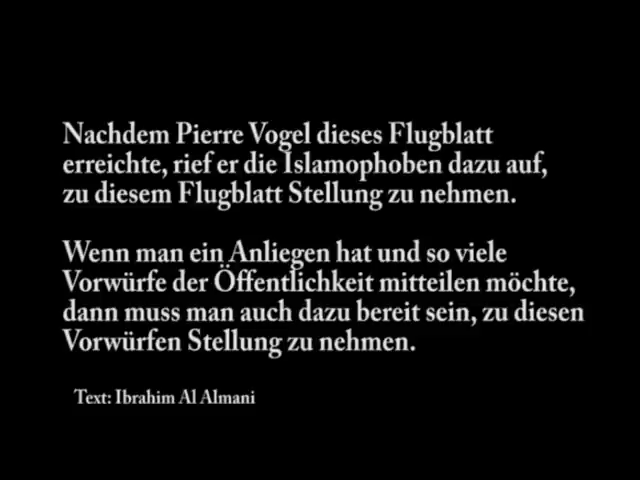 Nachdem Pierre Vogel dieses Flugblatt
erreichte, rief er die Islamophoben dazu auf,
zu diesem Flugblatt Stellung zu nehmen.
Wenn man ein Anliegen hat und so viele
Vorwürfe der Öffentlichkeit mitteilen möchte,
dann muss man auch dazu bereit sein, zu diesen
Vorwürfen Stellung zu nehmen.
Text: Ibrahim Al Almani